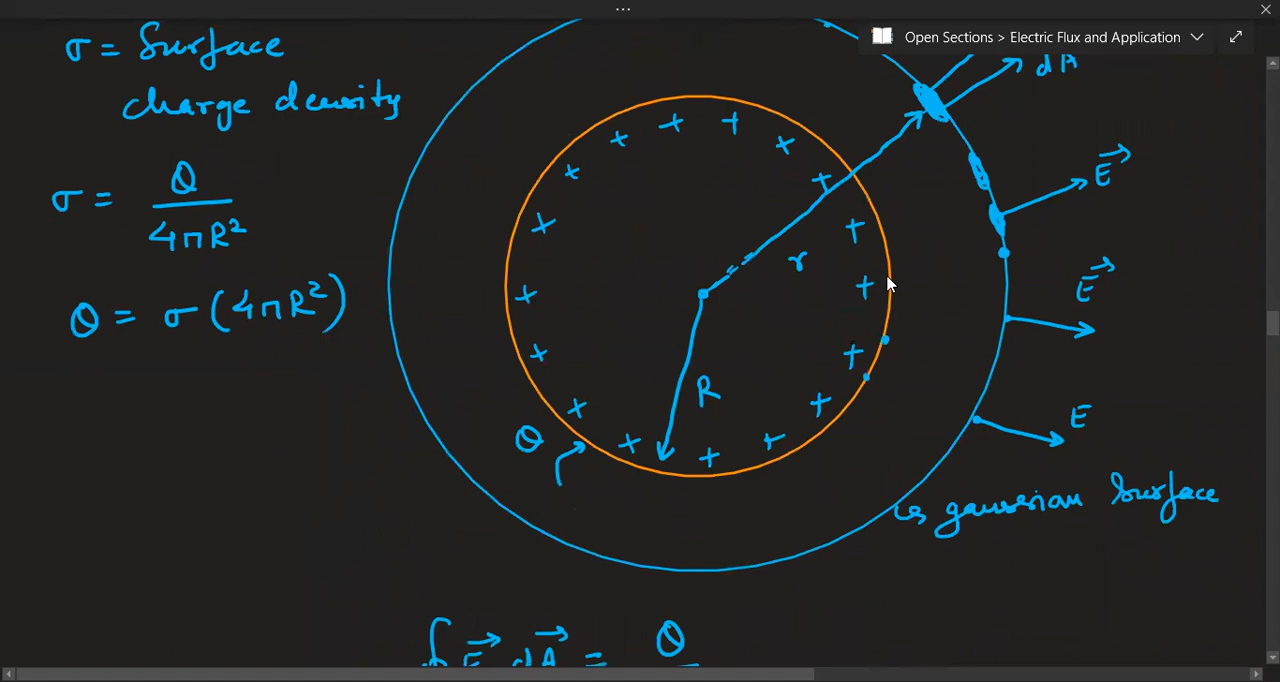 ...
Open Sections > Electric Flux and Application
σ = Surface
charge density
dA
σ = Q / 4πR²
E⃗
r
E⃗
Q = σ (4πR²)
R
E
Q
↳ gaussian Surface
∫ E⃗ dA⃗ = Q